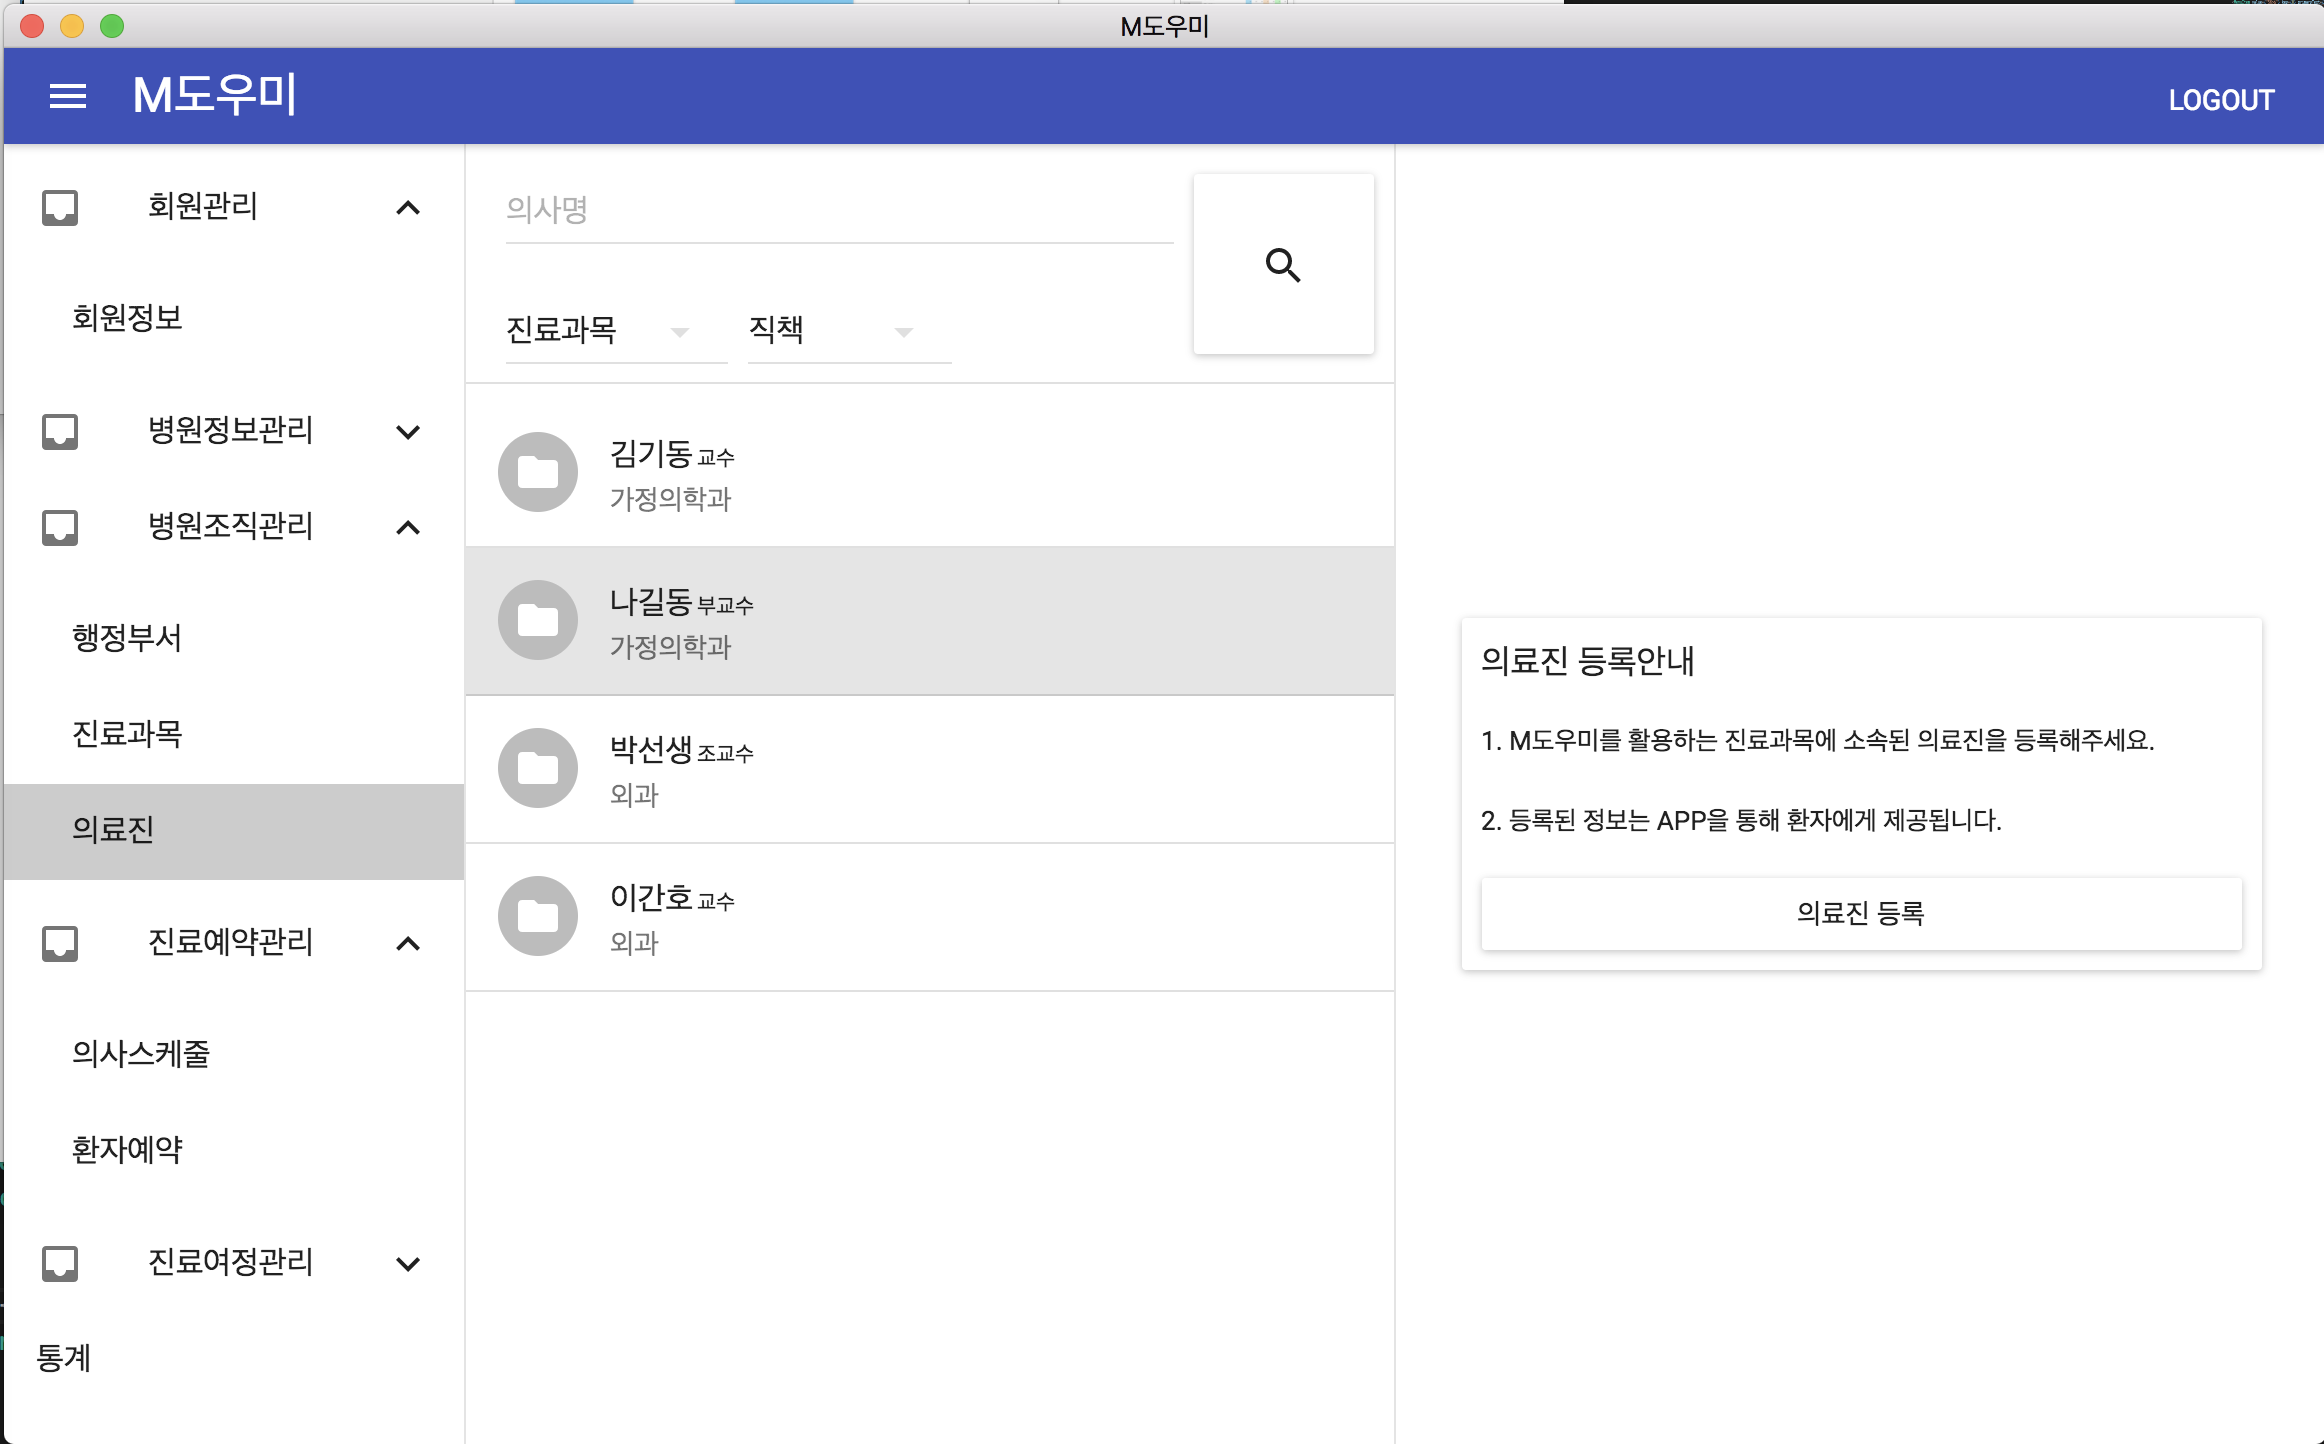 M도우미
M도우미
LOGOUT
회원관리
회원정보
병원정보관리
병원조직관리
행정부서
진료과목
의료진
진료예약관리
의사스케줄
환자예약
진료여정관리
통계
의사명
진료과목 직책
김기동 교수
가정의학과
나길동 부교수
가정의학과
박선생 조교수
외과
이간호 교수
외과
의료진 등록안내
1. M도우미를 활용하는 진료과목에 소속된 의료진을 등록해주세요.
2. 등록된 정보는 APP을 통해 환자에게 제공됩니다.
의료진 등록